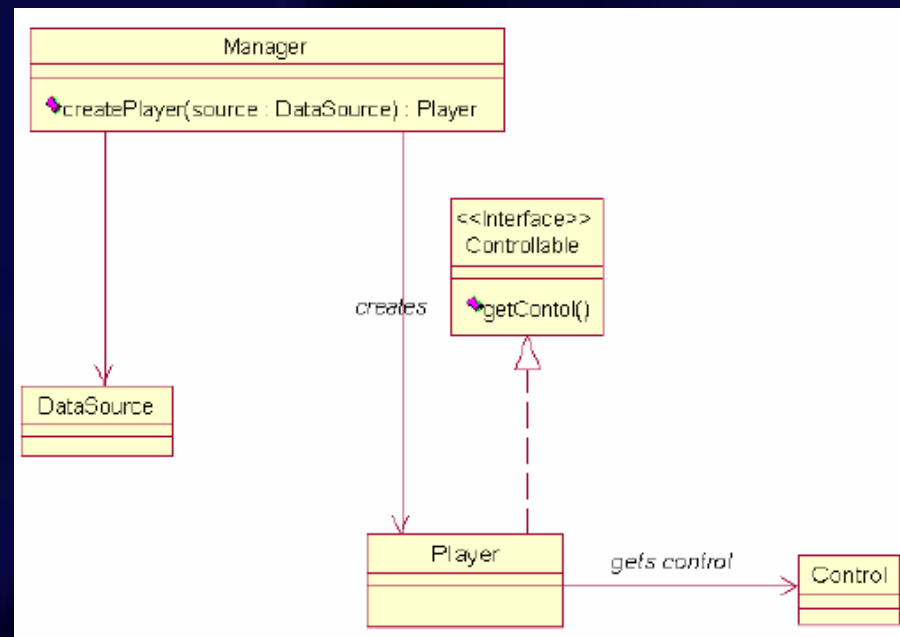 Manager
createPlayer(source : DataSource) : Player
<<Interface>>
Controllable
getContol()
creates
DataSource
Player
gets control
Control